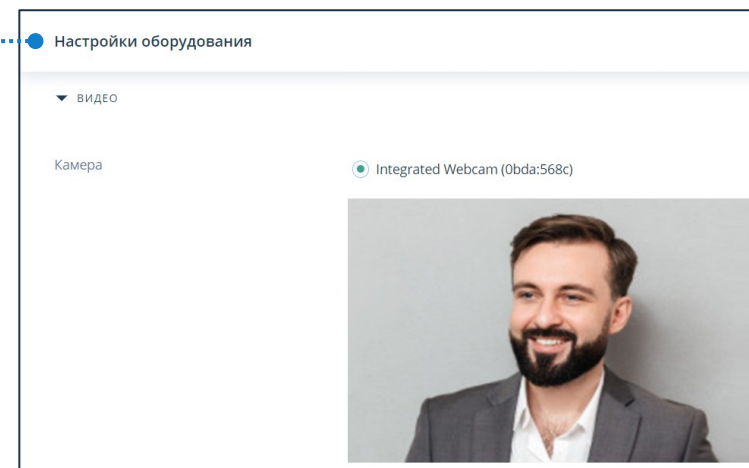 Настройки оборудования
ВИДЕО
Камера
Integrated Webcam (0bda:568c)